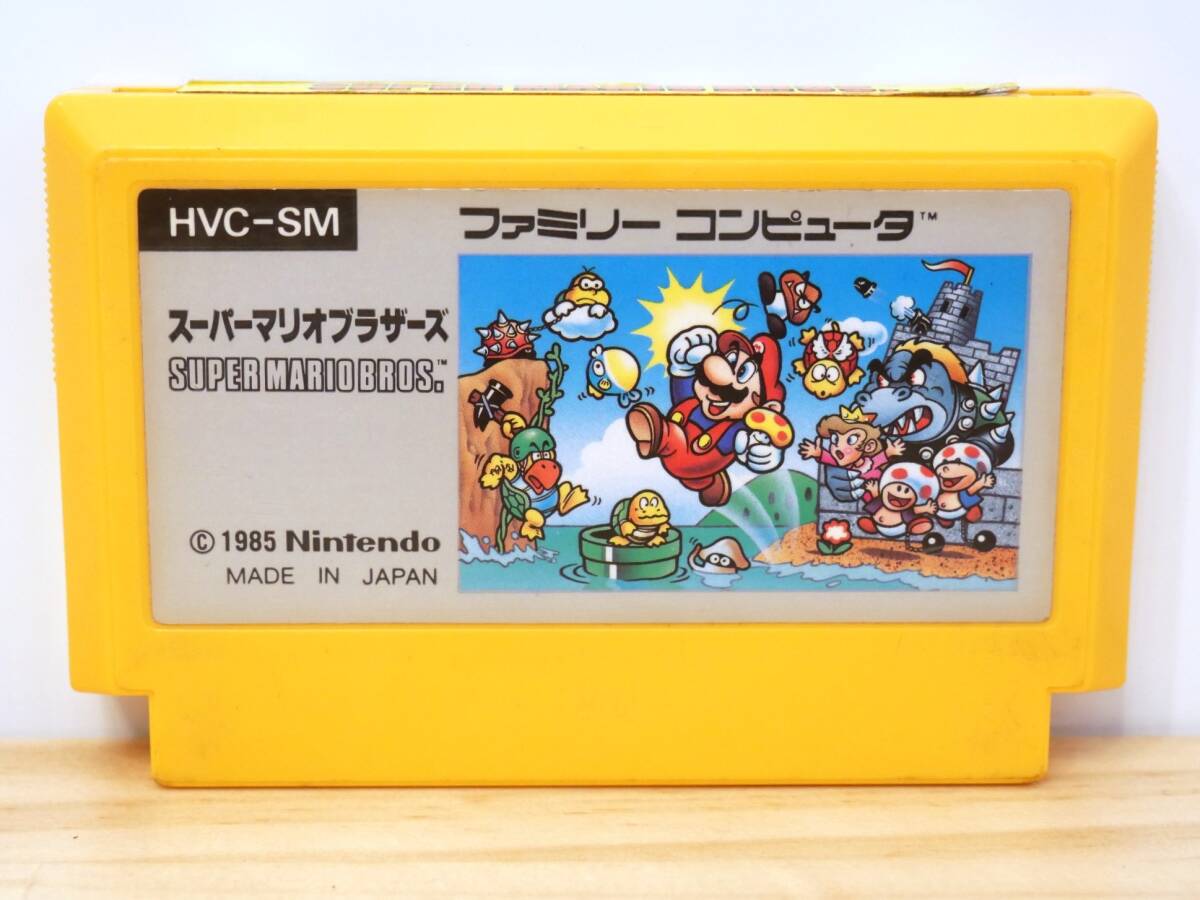 HVC-SM
ファミリー コンピュータ™
スーパーマリオブラザーズ
SUPER MARIO BROS.™
© 1985 Nintendo
MADE IN JAPAN